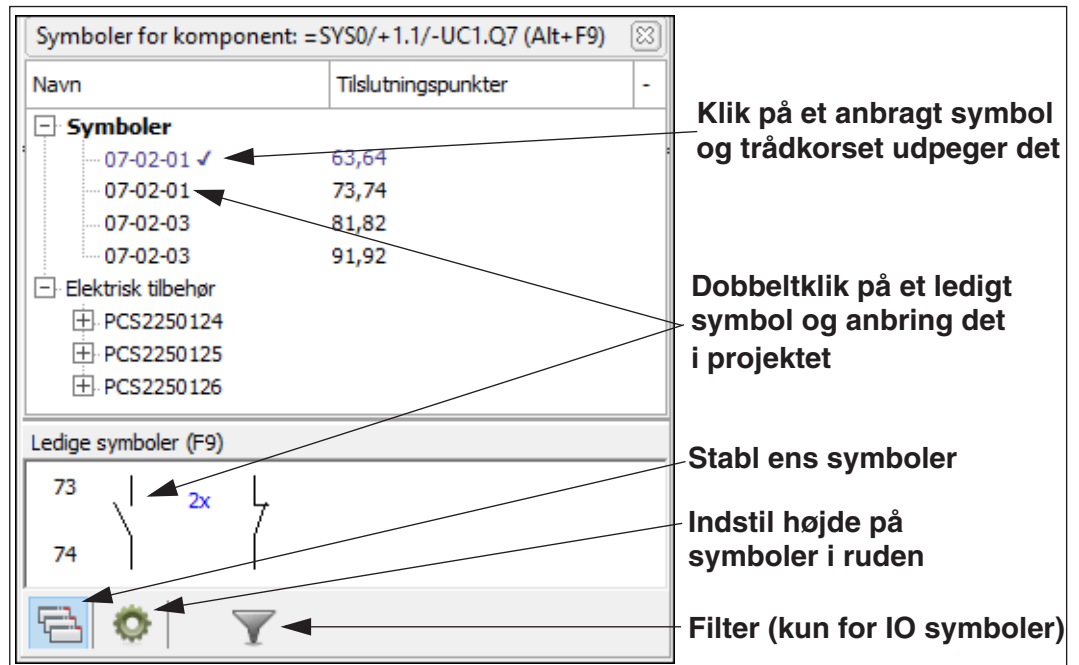 Symboler for komponent: =SYS0/+1.1/-UC1.Q7 (Alt+F9)
Navn Tilslutningspunkter -
Symboler
07-02-01 ✓ 63,64
07-02-01 73,74
07-02-03 81,82
07-02-03 91,92
Elektrisk tilbehør
PCS2250124
PCS2250125
PCS2250126
Ledige symboler (F9)
73
2x
74
Klik på et anbragt symbol
og trådkorset udpeger det
Dobbeltklik på et ledigt
symbol og anbring det
i projektet
Stabl ens symboler
Indstil højde på
symboler i ruden
Filter (kun for IO symboler)